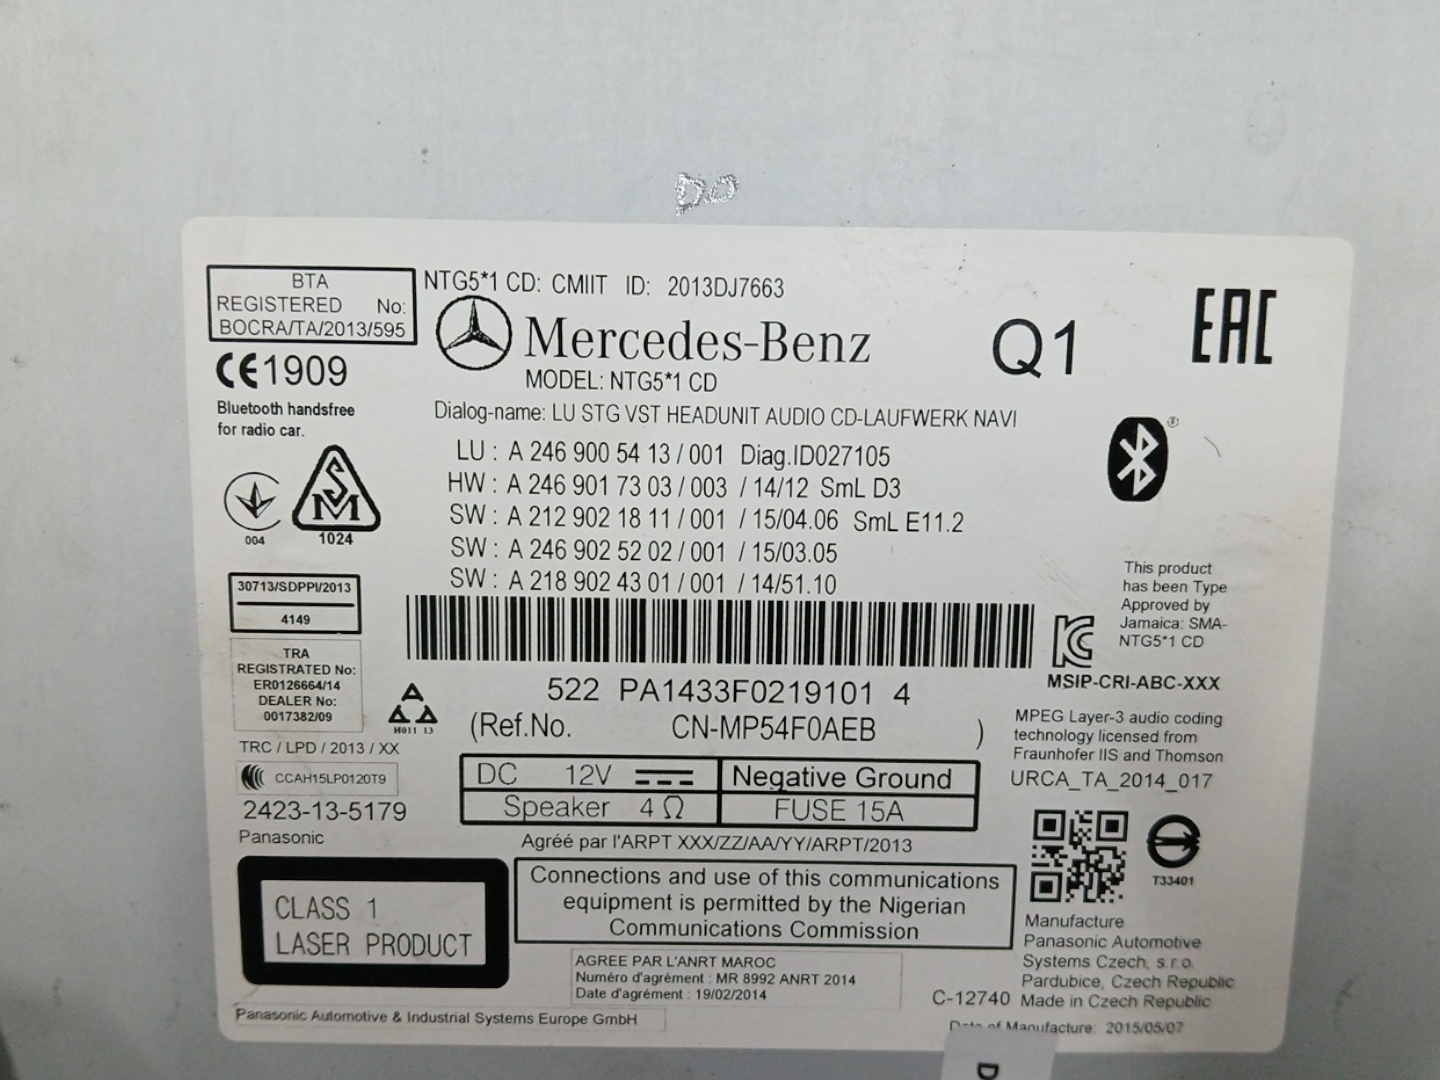 DO
BTA
REGISTERED No:
BOCRA/TA/2013/595
NTG5*1 CD: CMIIT ID: 2013DJ7663
Mercedes-Benz
MODEL: NTG5*1 CD
Q1
EAC
CE1909
Bluetooth handsfree
for radio car.
Dialog-name: LU STG VST HEADUNIT AUDIO CD-LAUFWERK NAVI
LU : A 246 900 54 13 / 001 Diag.ID027105
HW : A 246 901 73 03 / 003 / 14/12 SmL D3
SW : A 212 902 18 11 / 001 / 15/04.06 SmL E11.2
SW : A 246 902 52 02 / 001 / 15/03.05
SW : A 218 902 43 01 / 001 / 14/51.10
®
004
SM
1024
30713/SDPPI/2013
4149
TRA
REGISTRATED No:
ER0126664/14
DEALER No:
0017382/09
И011 13
TRC / LPD / 2013 / XX
CCAH15LP0120T9
2423-13-5179
Panasonic
522 PA1433F0219101 4
(Ref.No. CN-MP54F0AEB )
This product
has been Type
Approved by
Jamaica: SMA-
NTG5*1 CD
MSIP-CRI-ABC-XXX
MPEG Layer-3 audio coding
technology licensed from
Fraunhofer IIS and Thomson
URCA_TA_2014_017
DC 12V Negative Ground
Speaker 4 Ω FUSE 15A
Agréé par l'ARPT XXX/ZZ/AA/YY/ARPT/2013
CLASS 1
LASER PRODUCT
Connections and use of this communications
equipment is permitted by the Nigerian
Communications Commission
T33401
AGREE PAR L'ANRT MAROC
Numéro d'agrément : MR 8992 ANRT 2014
Date d'agrément : 19/02/2014
Manufacture
Panasonic Automotive
Systems Czech, s.r.o.
Pardubice, Czech Republic
C-12740 Made in Czech Republic
Panasonic Automotive & Industrial Systems Europe GmbH
Date of Manufacture: 2015/05/07
D